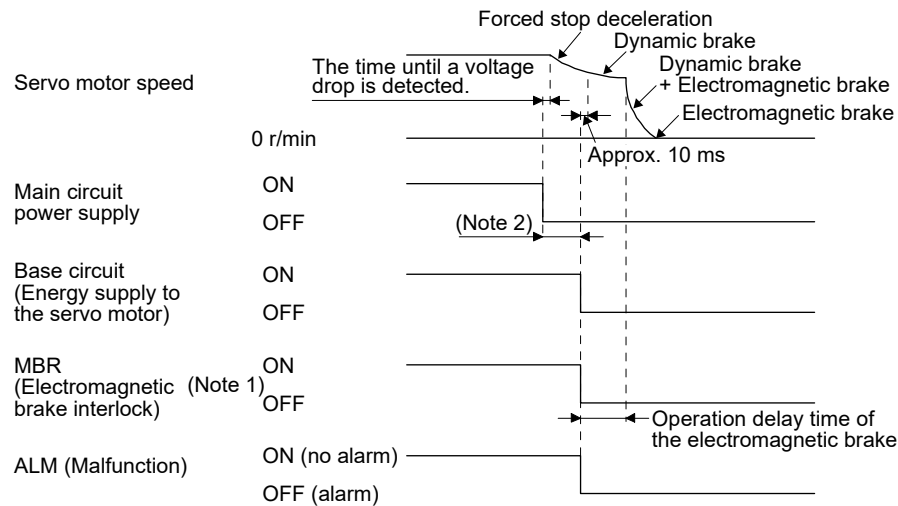 Forced stop deceleration
Dynamic brake
The time until a voltage
drop is detected.
Dynamic brake
+ Electromagnetic brake
Servo motor speed
Electromagnetic brake
0 r/min
Approx. 10 ms
Main circuit
power supply
ON
OFF
(Note 2)
Base circuit
(Energy supply to
the servo motor)
ON
OFF
MBR
(Electromagnetic
brake interlock)
(Note 1)
ON
OFF
Operation delay time of
the electromagnetic brake
ALM (Malfunction)
ON (no alarm)
OFF (alarm)